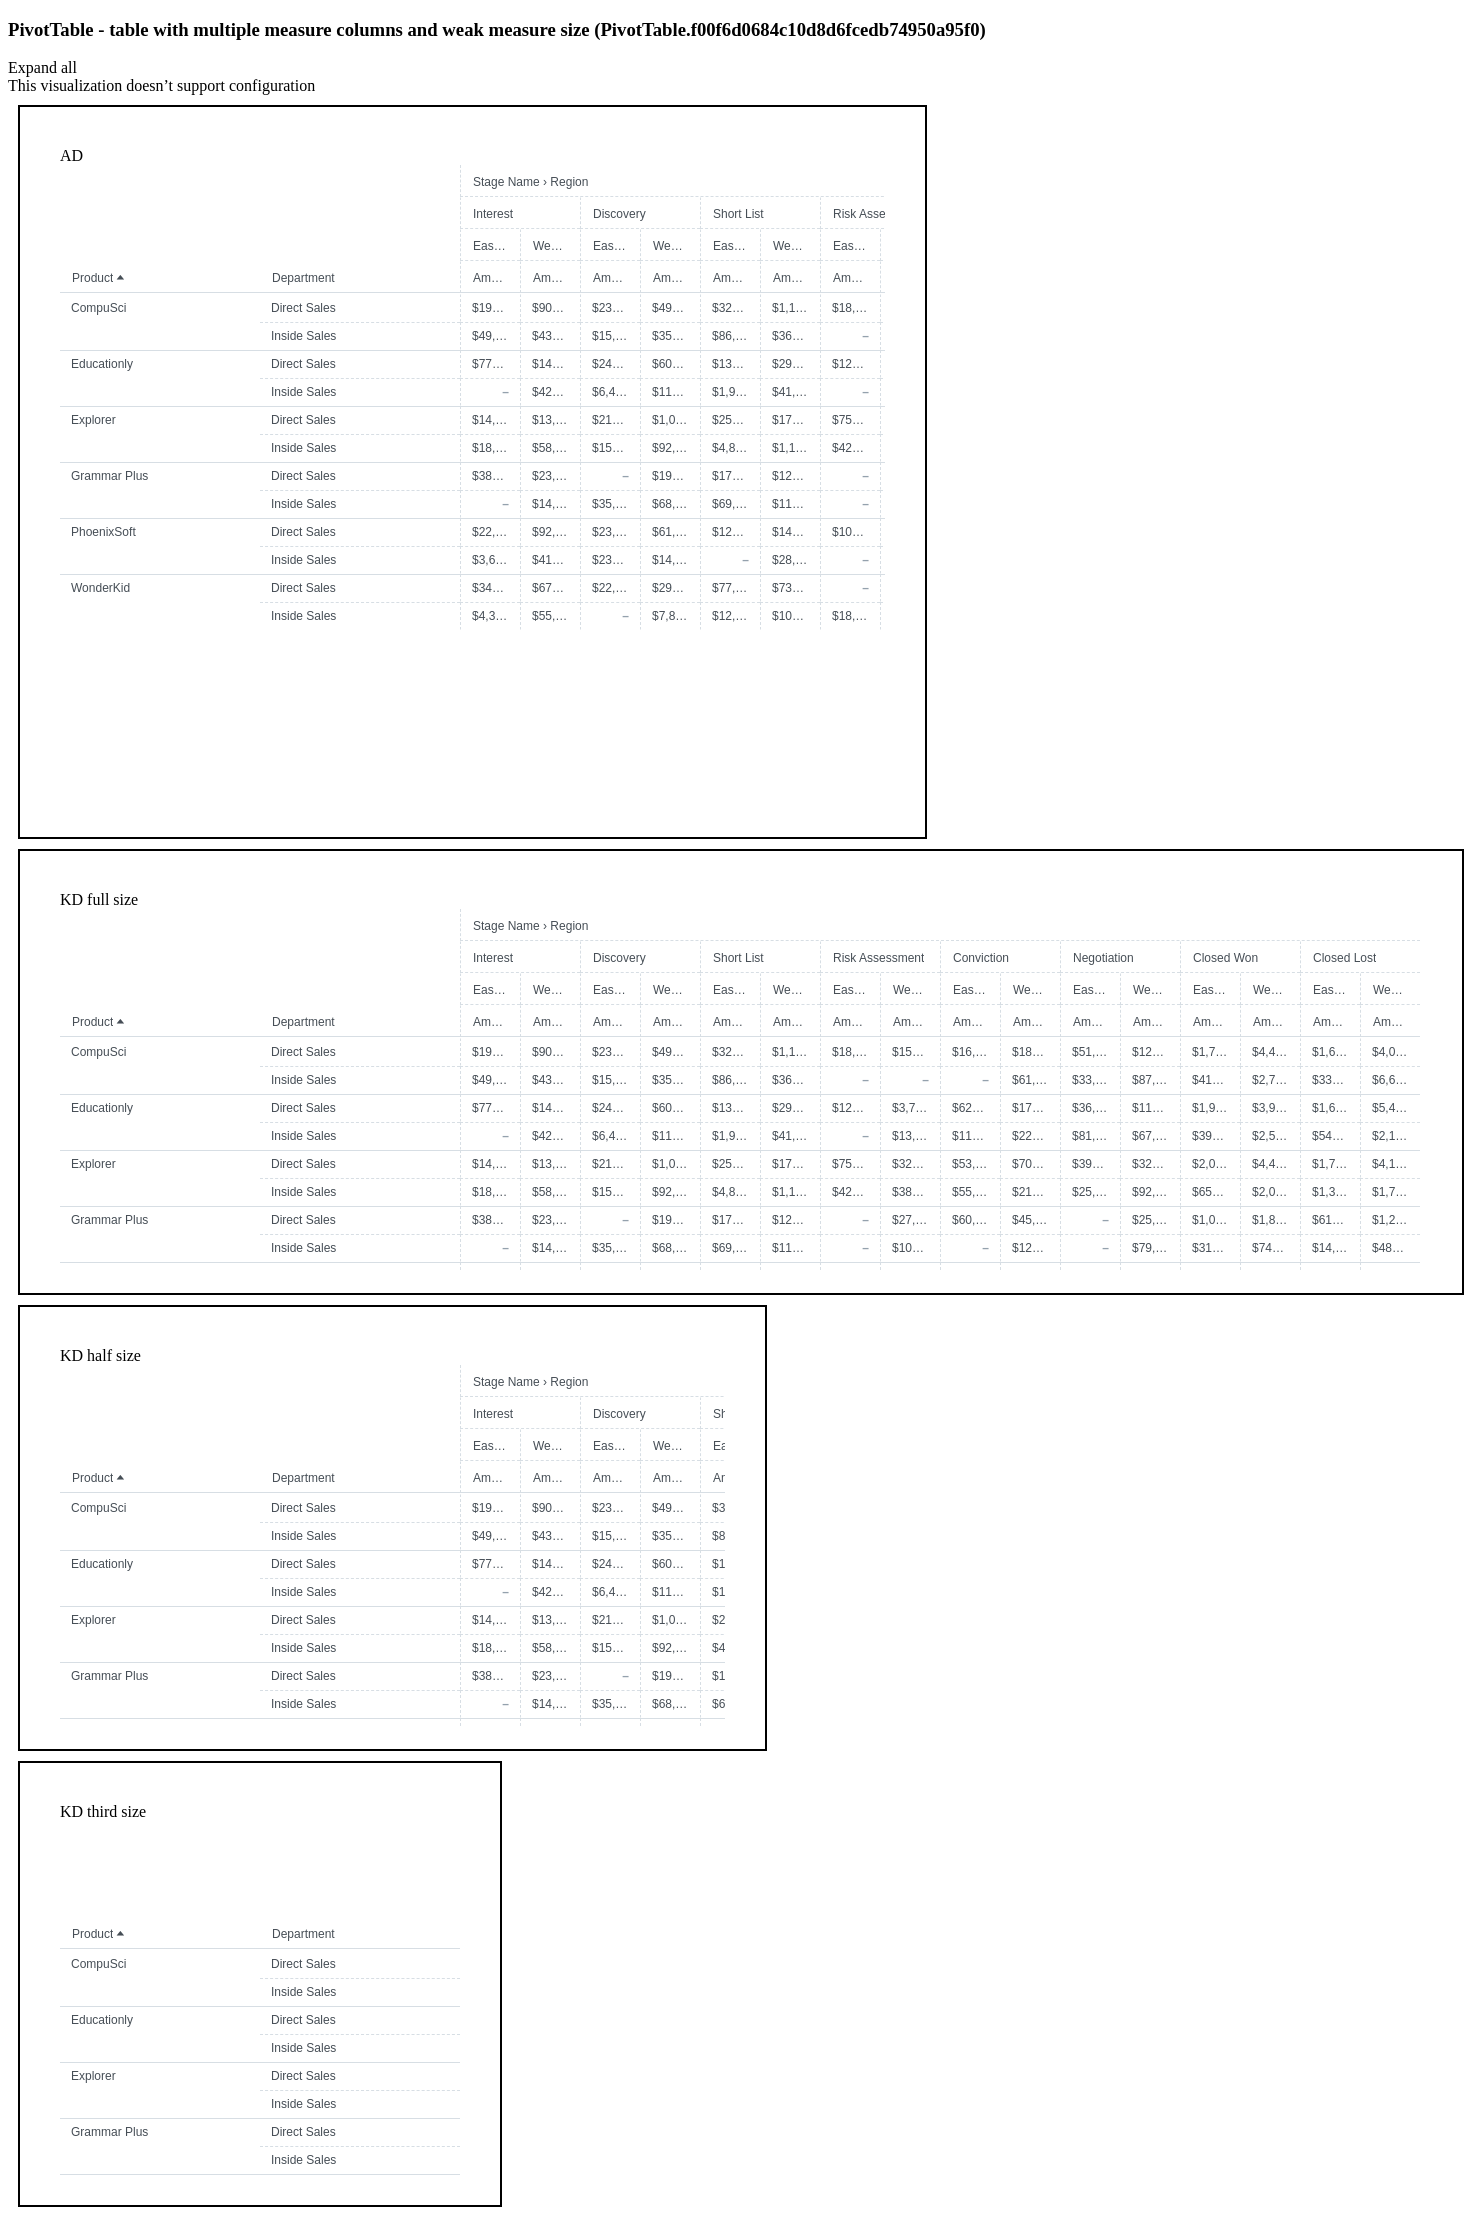 PivotTable - table with multiple measure columns and weak measure size (PivotTable.f00f6d0684c10d8d6fcedb74950a95f0)
Expand all
This visualization doesn’t support configuration
AD
Stage Name › Region
Interest Discovery Short List Risk Asse
Eas… We… Eas… We… Eas… We… Eas…
Product Department Am… Am… Am… Am… Am… Am… Am…
CompuSci Direct Sales $19… $90… $23… $49… $32… $1,1… $18,…
Inside Sales $49,… $43… $15,… $35… $86,… $36… –
Educationly Direct Sales $77… $14… $24… $60… $13… $29… $12…
Inside Sales – $42… $6,4… $11… $1,9… $41,… –
Explorer Direct Sales $14,… $13,… $21… $1,0… $25… $17… $75…
Inside Sales $18,… $58,… $15… $92,… $4,8… $1,1… $42…
Grammar Plus Direct Sales $38… $23,… – $19… $17… $12… –
Inside Sales – $14,… $35,… $68,… $69,… $11… –
PhoenixSoft Direct Sales $22,… $92,… $23,… $61,… $12… $14… $10…
Inside Sales $3,6… $41… $23… $14,… – $28,… –
WonderKid Direct Sales $34… $67… $22,… $29… $77,… $73… –
Inside Sales $4,3… $55,… – $7,8… $12,… $10… $18,…
KD full size
Stage Name › Region
Interest Discovery Short List Risk Assessment Conviction Negotiation Closed Won Closed Lost
Eas… We… Eas… We… Eas… We… Eas… We… Eas… We… Eas… We… Eas… We… Eas… We…
Product Department Am… Am… Am… Am… Am… Am… Am… Am… Am… Am… Am… Am… Am… Am… Am… Am…
CompuSci Direct Sales $19… $90… $23… $49… $32… $1,1… $18,… $15… $16,… $18… $51,… $12… $1,7… $4,4… $1,6… $4,0…
Inside Sales $49,… $43… $15,… $35… $86,… $36… – – – $61,… $33,… $87,… $41… $2,7… $33… $6,6…
Educationly Direct Sales $77… $14… $24… $60… $13… $29… $12… $3,7… $62… $17… $36,… $11… $1,9… $3,9… $1,6… $5,4…
Inside Sales – $42… $6,4… $11… $1,9… $41,… – $13,… $11… $22… $81,… $67,… $39… $2,5… $54… $2,1…
Explorer Direct Sales $14,… $13,… $21… $1,0… $25… $17… $75… $32… $53,… $70… $39… $32… $2,0… $4,4… $1,7… $4,1…
Inside Sales $18,… $58,… $15… $92,… $4,8… $1,1… $42… $38… $55,… $21… $25,… $92,… $65… $2,0… $1,3… $1,7…
Grammar Plus Direct Sales $38… $23,… – $19… $17… $12… – $27,… $60,… $45,… – $25,… $1,0… $1,8… $61… $1,2…
Inside Sales – $14,… $35,… $68,… $69,… $11… – $10… – $12… – $79,… $31… $74… $14,… $48…
KD half size
Stage Name › Region
Interest Discovery Sh
Eas… We… Eas… We… Ea
Product Department Am… Am… Am… Am… Ar
CompuSci Direct Sales $19… $90… $23… $49… $3
Inside Sales $49,… $43… $15,… $35… $8
Educationly Direct Sales $77… $14… $24… $60… $1
Inside Sales – $42… $6,4… $11… $1
Explorer Direct Sales $14,… $13,… $21… $1,0… $2
Inside Sales $18,… $58,… $15… $92,… $4
Grammar Plus Direct Sales $38… $23,… – $19… $1
Inside Sales – $14,… $35,… $68,… $6
KD third size
Product Department
CompuSci Direct Sales
Inside Sales
Educationly Direct Sales
Inside Sales
Explorer Direct Sales
Inside Sales
Grammar Plus Direct Sales
Inside Sales